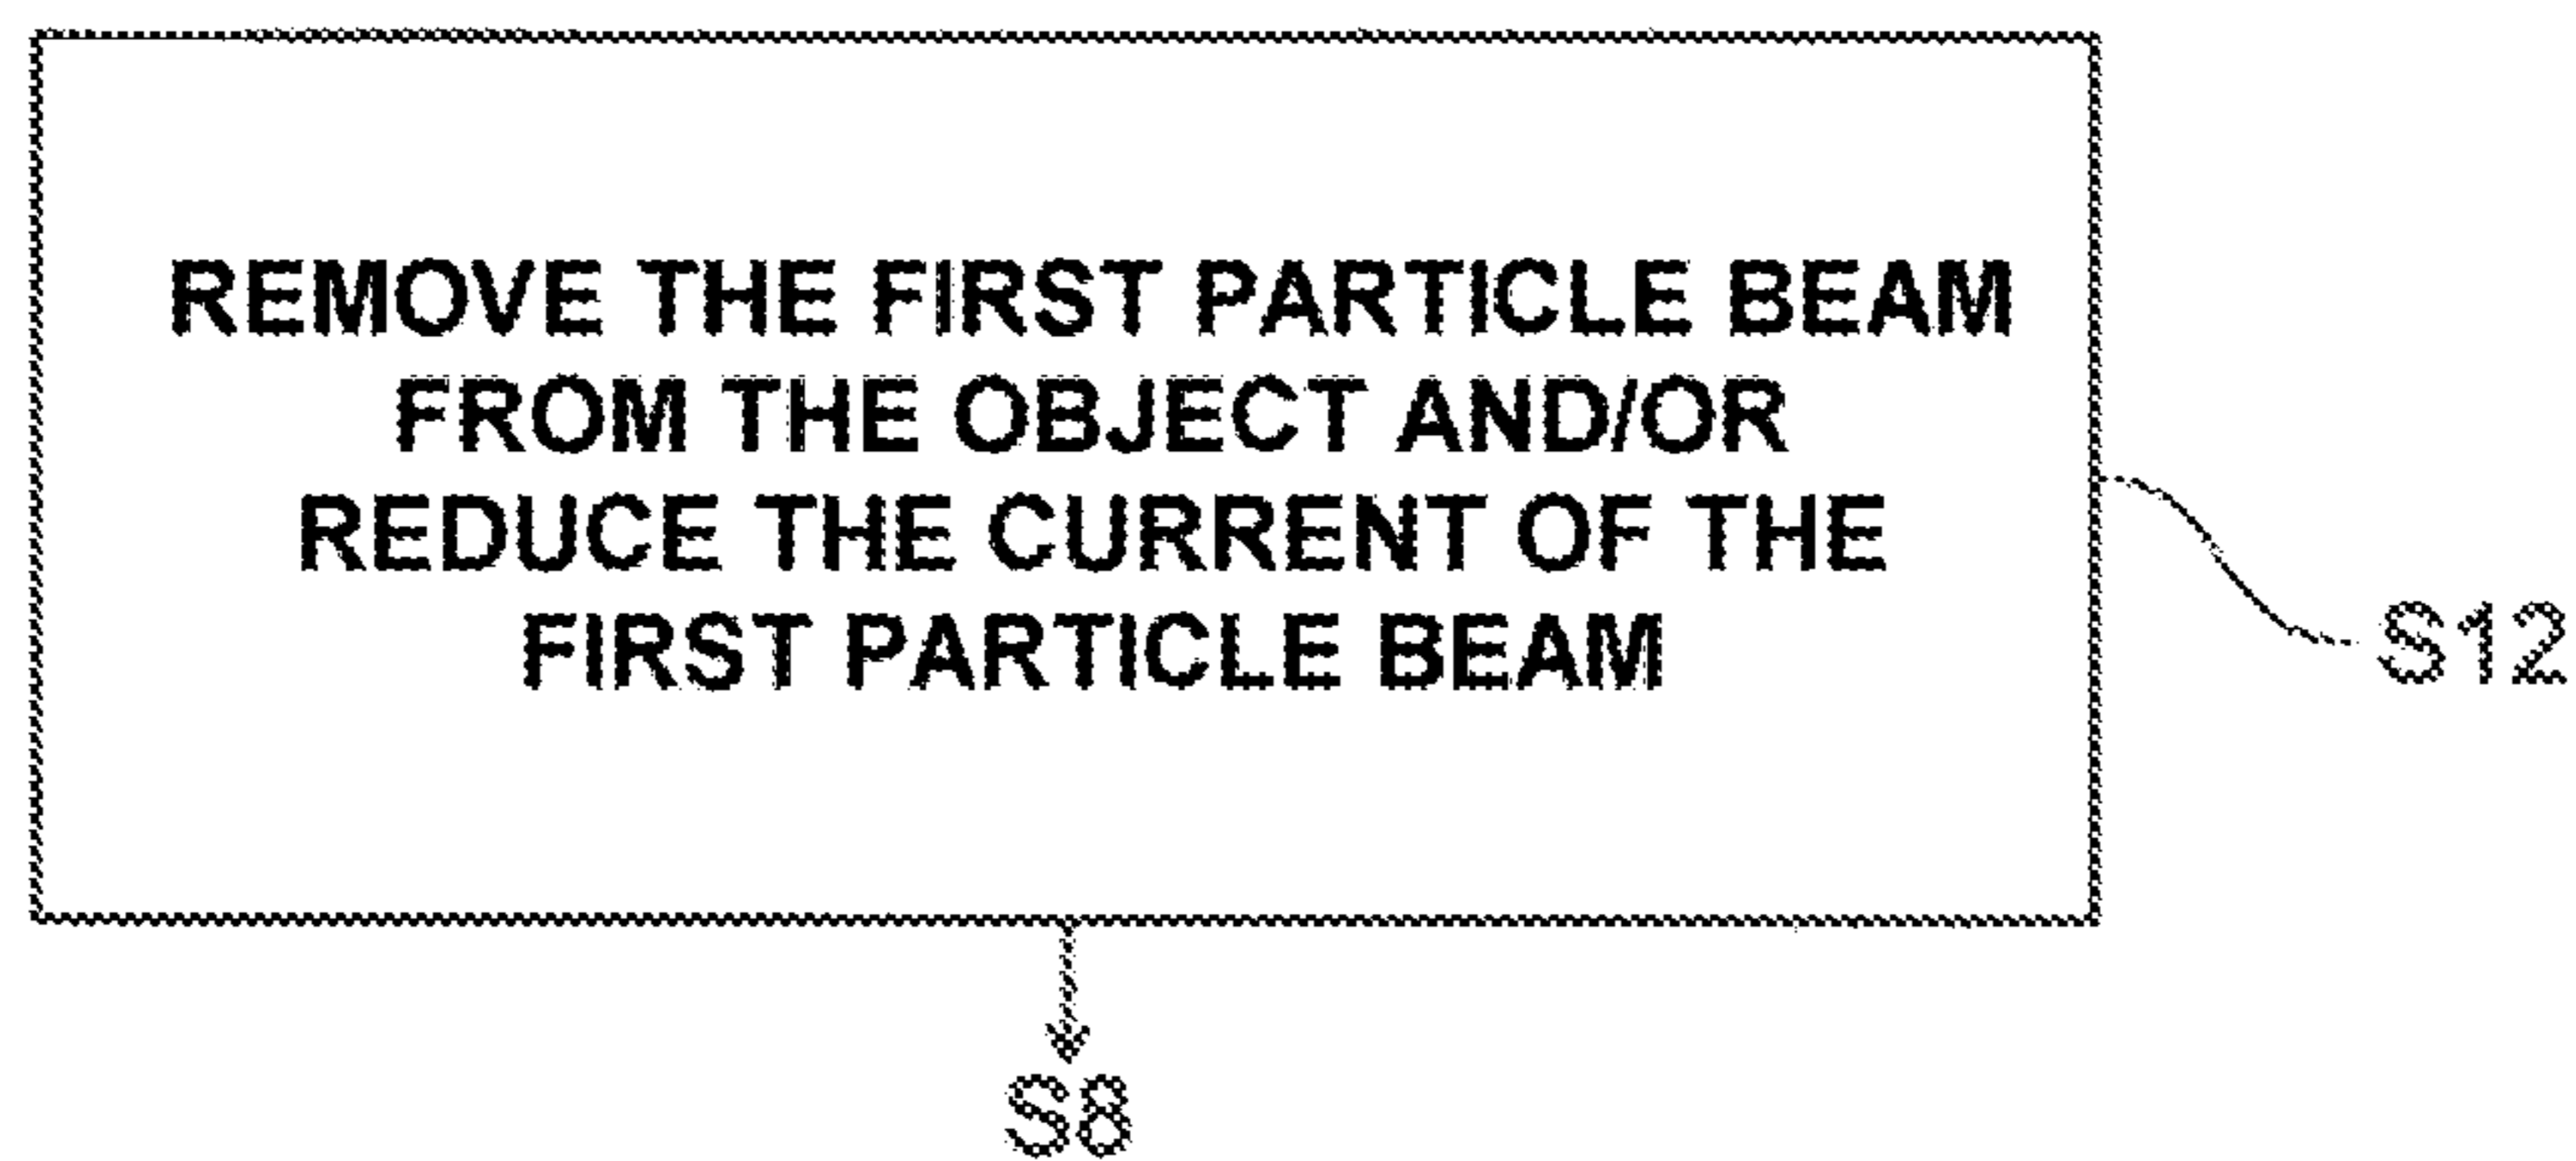 REMOVE THE FIRST PARTICLE BEAM
FROM THE OBJECT AND/OR
REDUCE THE CURRENT OF THE
FIRST PARTICLE BEAM
S12
S8